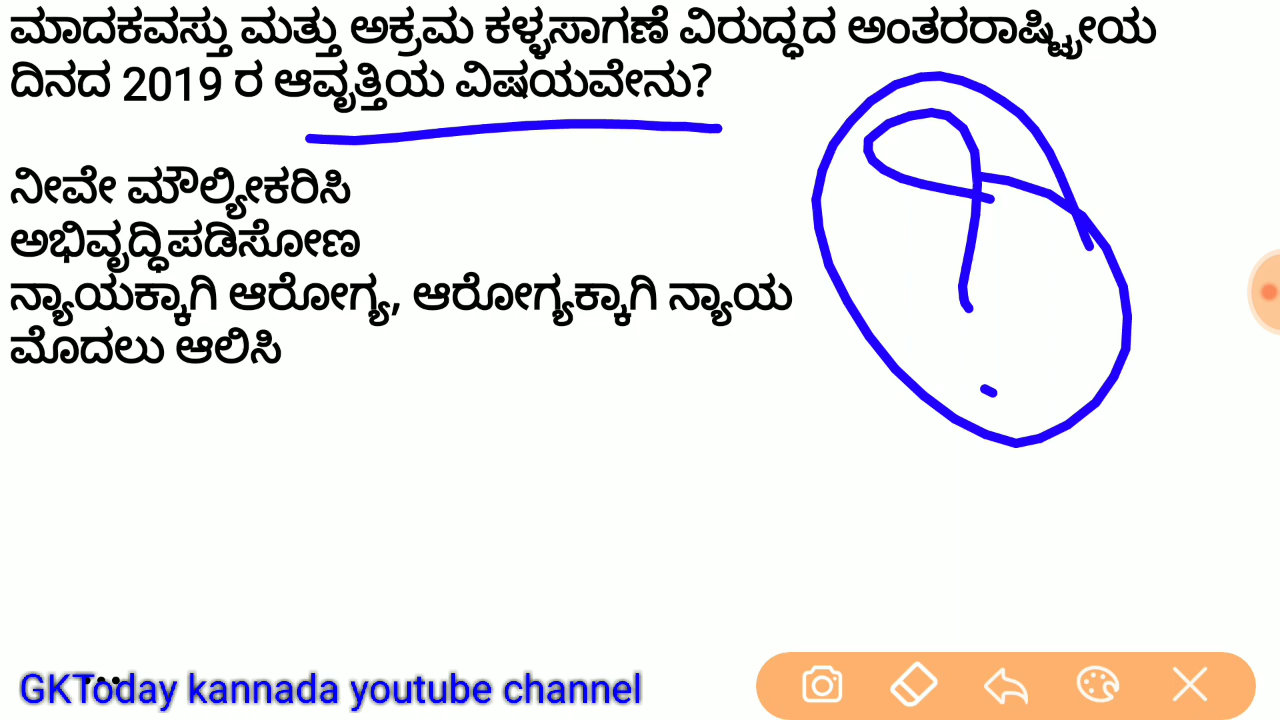 ಮಾದಕವಸ್ತು ಮತ್ತು ಅಕ್ರಮ ಕಳ್ಳಸಾಗಣೆ ವಿರುದ್ಧದ ಅಂತರರಾಷ್ಟ್ರೀಯ
ದಿನದ 2019 ರ ಆವೃತ್ತಿಯ ವಿಷಯವೇನು?
ನೀವೇ ಮೌಲ್ಯೀಕರಿಸಿ
ಅಭಿವೃದ್ಧಿಪಡಿಸೋಣ
ನ್ಯಾಯಕ್ಕಾಗಿ ಆರೋಗ್ಯ, ಆರೋಗ್ಯಕ್ಕಾಗಿ ನ್ಯಾಯ
ಮೊದಲು ಆಲಿಸಿ
GKToday kannada youtube channel